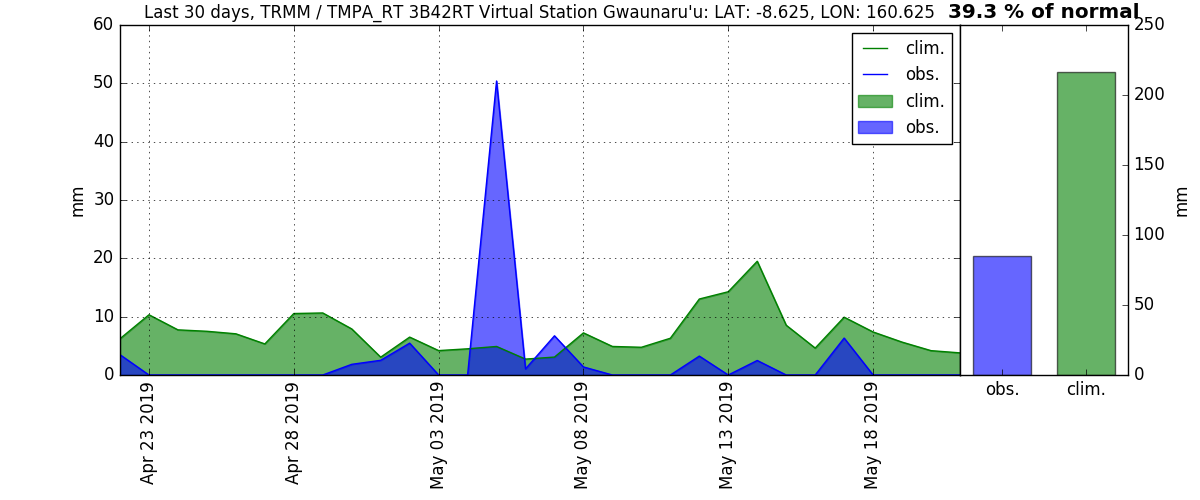 Last 30 days, TRMM / TMPA_RT 3B42RT Virtual Station Gwaunaru'u: LAT: -8.625, LON: 160.625
39.3 % of normal
60
50
40
30
20
10
0
mm
clim.
obs.
clim.
obs.
Apr 23 2019
Apr 28 2019
May 03 2019
May 08 2019
May 13 2019
May 18 2019
250
200
150
100
50
0
mm
obs.
clim.